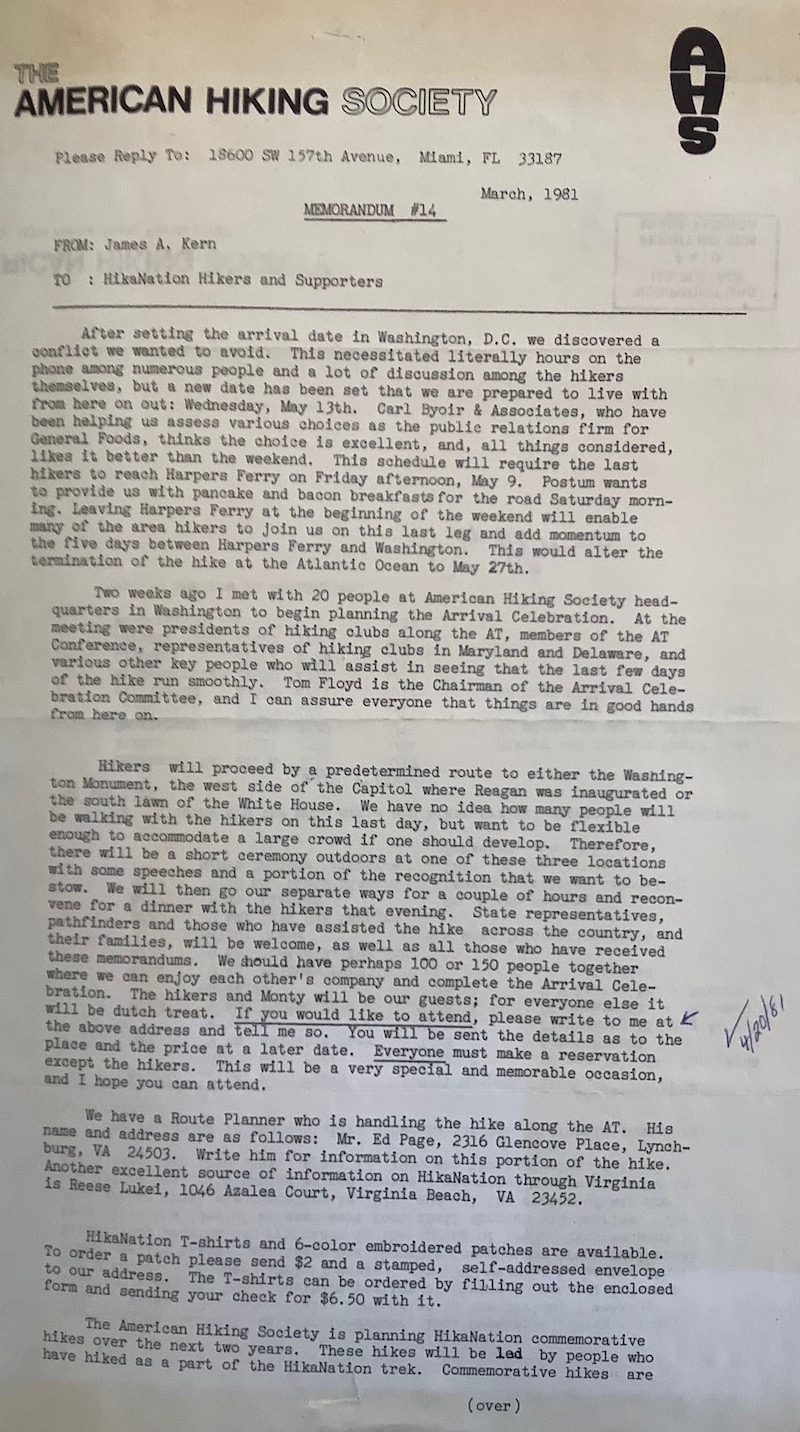 THE
AMERICAN HIKING SOCIETY
AHS
Please Reply To: 18600 SW 157th Avenue, Miami, FL 33187
March, 1981
MEMORANDUM #14
FROM: James A. Kern
TO : HikaNation Hikers and Supporters
After setting the arrival date in Washington, D.C. we discovered a
conflict we wanted to avoid. This necessitated literally hours on the
phone among numerous people and a lot of discussion among the hikers
themselves, but a new date has been set that we are prepared to live with
from here on out: Wednesday, May 13th. Carl Byoir & Associates, who have
been helping us assess various choices as the public relations firm for
General Foods, thinks the choice is excellent, and, all things considered,
likes it better than the weekend. This schedule will require the last
hikers to reach Harpers Ferry on Friday afternoon, May 9. Postum wants
to provide us with pancake and bacon breakfasts for the road Saturday morn-
ing. Leaving Harpers Ferry at the beginning of the weekend will enable
many of the area hikers to join us on this last leg and add momentum to
the five days between Harpers Ferry and Washington. This would alter the
termination of the hike at the Atlantic Ocean to May 27th.
Two weeks ago I met with 20 people at American Hiking Society head-
quarters in Washington to begin planning the Arrival Celebration. At the
meeting were presidents of hiking clubs along the AT, members of the AT
Conference, representatives of hiking clubs in Maryland and Delaware, and
various other key people who will assist in seeing that the last few days
of the hike run smoothly. Tom Floyd is the Chairman of the Arrival Cele-
bration Committee, and I can assure everyone that things are in good hands
from here on.
Hikers will proceed by a predetermined route to either the Washing-
ton Monument, the west side of the Capitol where Reagan was inaugurated or
the south lawn of the White House. We have no idea how many people will
be walking with the hikers on this last day, but want to be flexible
enough to accommodate a large crowd if one should develop. Therefore,
there will be a short ceremony outdoors at one of these three locations
with some speeches and a portion of the recognition that we want to be-
stow. We will then go our separate ways for a couple of hours and recon-
vene for a dinner with the hikers that evening. State representatives,
pathfinders and those who have assisted the hike across the country, and
their families, will be welcome, as well as all those who have received
these memorandums. We should have perhaps 100 or 150 people together
where we can enjoy each other's company and complete the Arrival Cele-
bration. The hikers and Monty will be our guests; for everyone else it
will be dutch treat. If you would like to attend, please write to me at
the above address and tell me so. You will be sent the details as to the
place and the price at a later date. Everyone must make a reservation
except the hikers. This will be a very special and memorable occasion,
and I hope you can attend.
✓ 4/20/81
We have a Route Planner who is handling the hike along the AT. His
name and address are as follows: Mr. Ed Page, 2316 Glencove Place, Lynch-
burg, VA 24503. Write him for information on this portion of the hike.
Another excellent source of information on HikaNation through Virginia
is Reese Lukei, 1046 Azalea Court, Virginia Beach, VA 23452.
HikaNation T-shirts and 6-color embroidered patches are available.
To order a patch please send $2 and a stamped, self-addressed envelope
to our address. The T-shirts can be ordered by filling out the enclosed
form and sending your check for $6.50 with it.
The American Hiking Society is planning HikaNation commemorative
hikes over the next two years. These hikes will be led by people who
have hiked as a part of the HikaNation trek. Commemorative hikes are
(over)